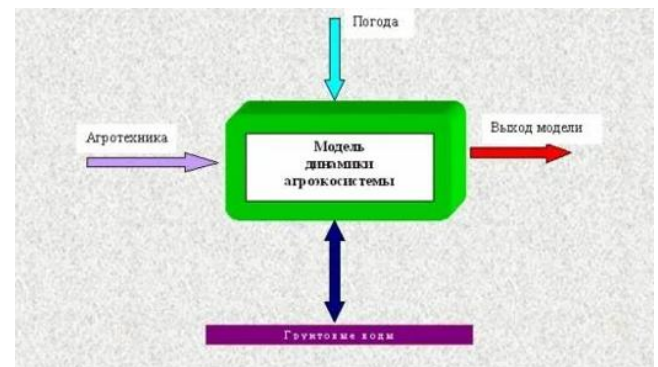 Погода
Агротехника
Выход модели
Модель
динамики
агроэкосистемы
Грунтовые воды